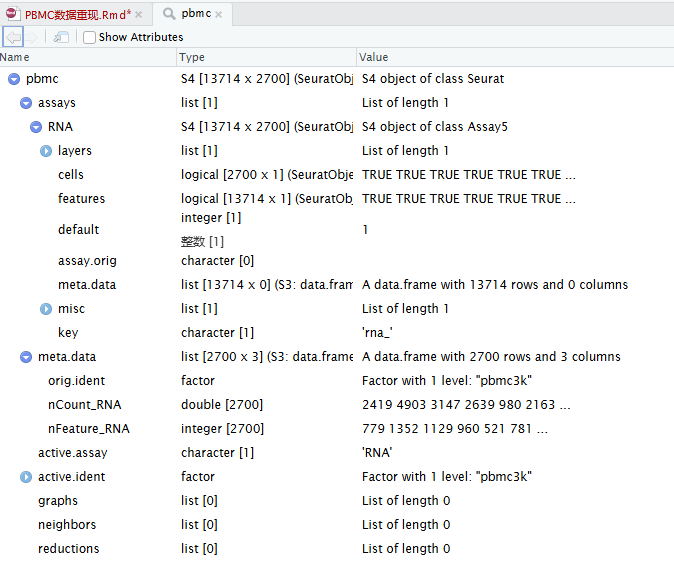 PBMC数据重现.Rmd* pbmc
Show Attributes
Name Type Value
pbmc S4 [13714 x 2700] (SeuratObj S4 object of class Seurat
assays list [1] List of length 1
RNA S4 [13714 x 2700] (SeuratObj S4 object of class Assay5
layers list [1] List of length 1
cells logical [2700 x 1] (SeuratObje TRUE TRUE TRUE TRUE TRUE TRUE ...
features logical [13714 x 1] (SeuratObj TRUE TRUE TRUE TRUE TRUE TRUE ...
integer [1]
default 1
整数 [1]
assay.orig character [0]
meta.data list [13714 x 0] (S3: data.fram A data.frame with 13714 rows and 0 columns
misc list [1] List of length 1
key character [1] 'rna_'
meta.data list [2700 x 3] (S3: data.frame A data.frame with 2700 rows and 3 columns
orig.ident factor Factor with 1 level: "pbmc3k"
nCount_RNA double [2700] 2419 4903 3147 2639 980 2163 ...
nFeature_RNA integer [2700] 779 1352 1129 960 521 781 ...
active.assay character [1] 'RNA'
active.ident factor Factor with 1 level: "pbmc3k"
graphs list [0] List of length 0
neighbors list [0] List of length 0
reductions list [0] List of length 0